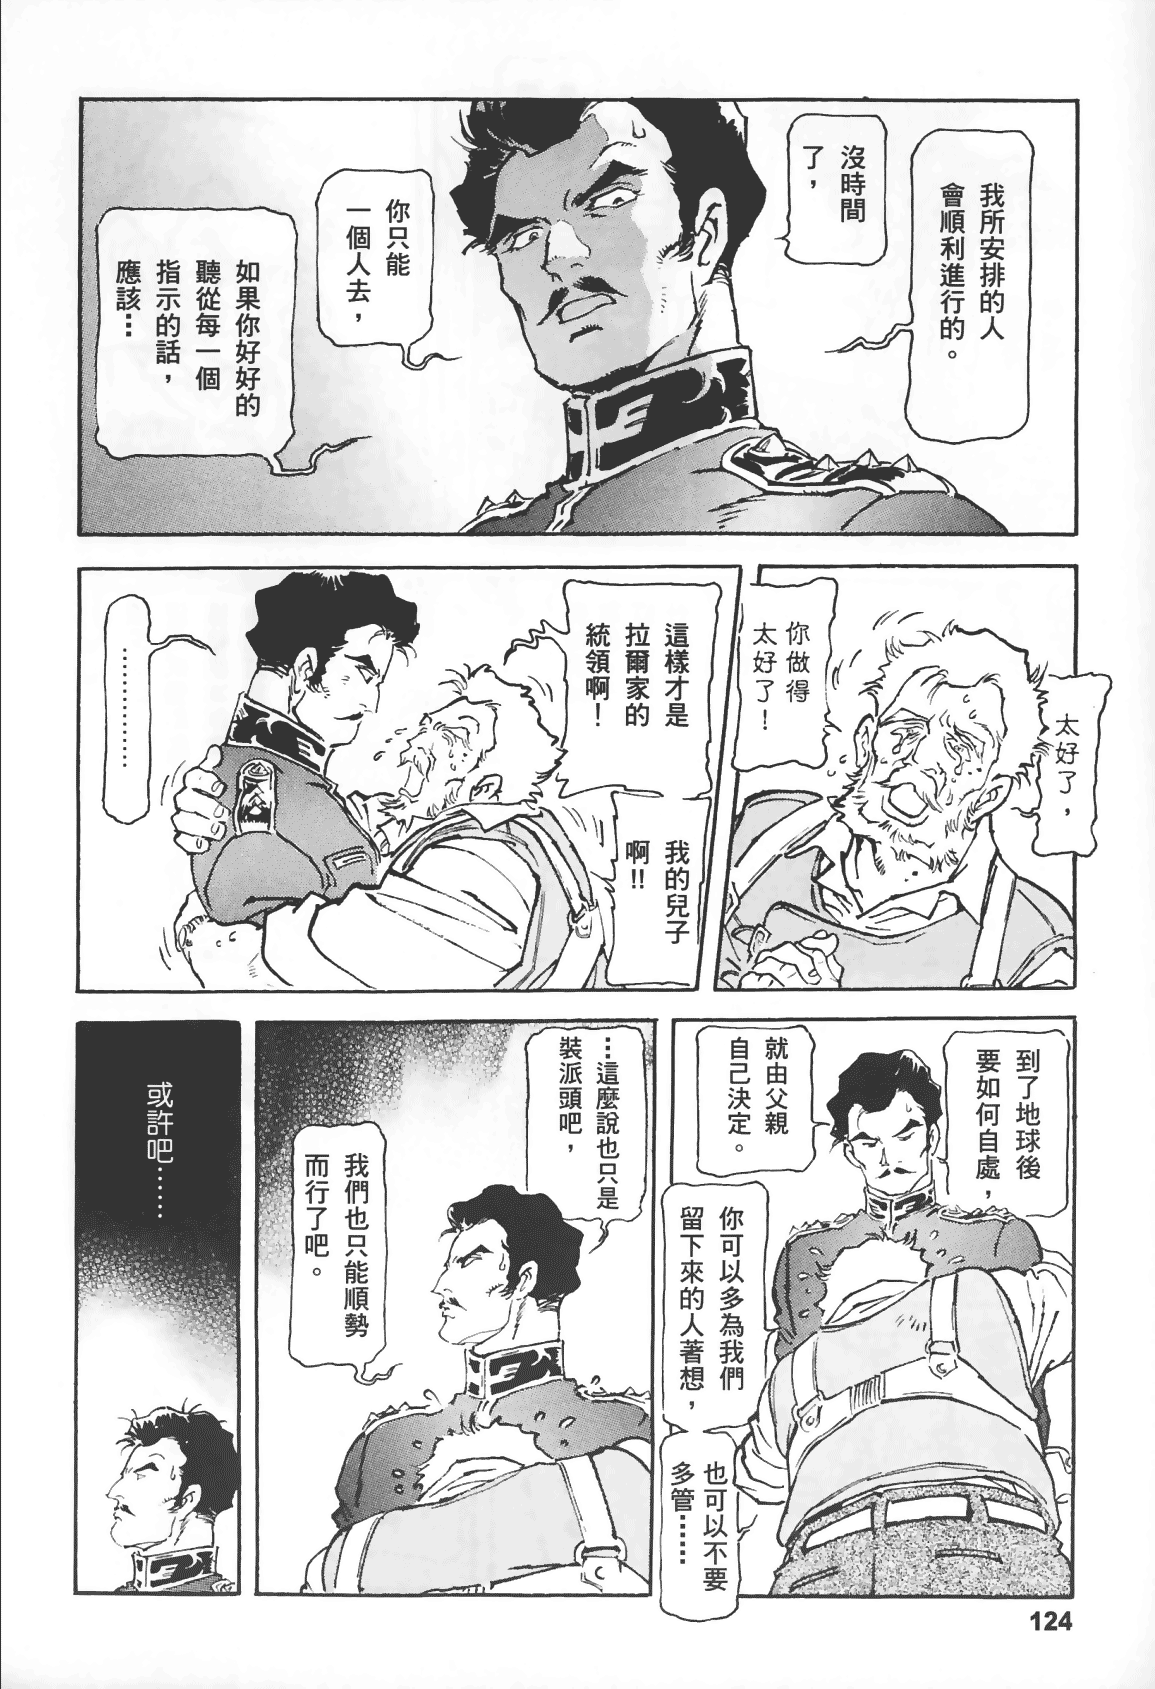 我所安排的人
會順利進行的。
沒時間
了，
你只能
一個人去，
如果你好好的
聽從每一個
指示的話，
應該…
太好了，
你做得
太好了！
這樣才是
拉爾家的
統領啊！
我的兒子
啊!!
…………
到了地球後
要如何自處，
就由父親
自己決定。
你可以多為我們
留下來的人著想，
也可以不要
多管……
…這麼說也只是
裝派頭吧，
我們也只能順勢
而行了吧。
或許吧……
124